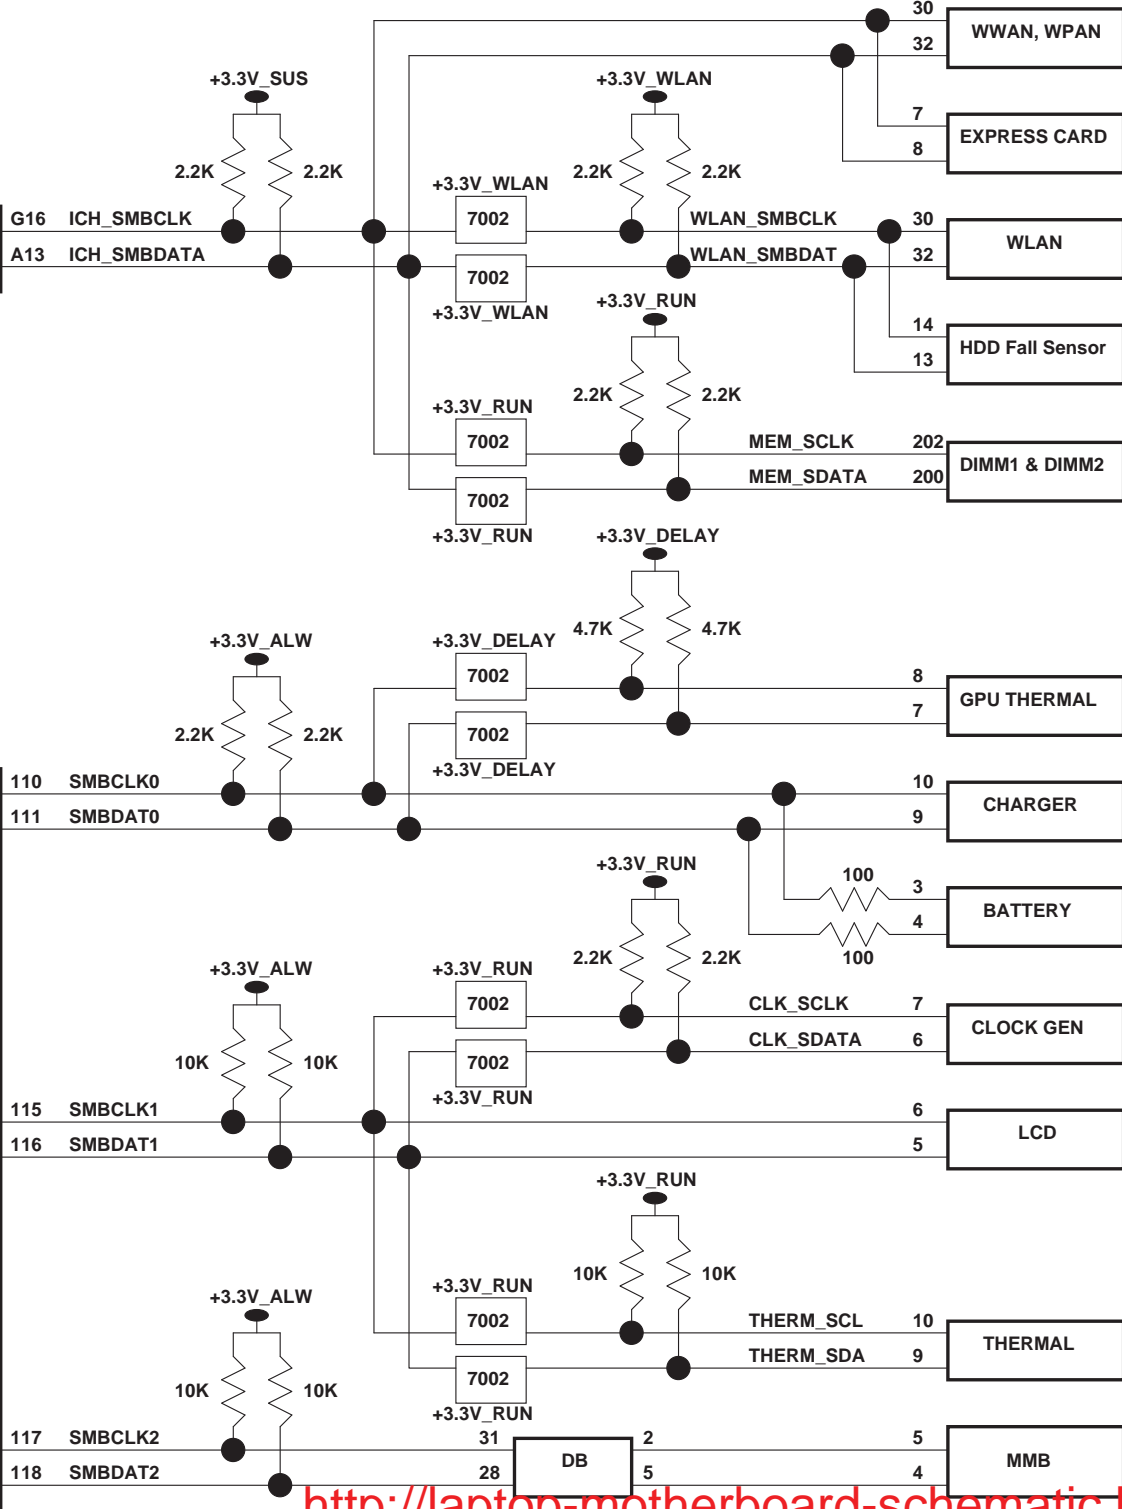 30
WWAN, WPAN
32
+3.3V_SUS
+3.3V_WLAN
7
EXPRESS CARD
8
2.2K 2.2K
2.2K 2.2K
+3.3V_WLAN
G16 ICH_SMBCLK
7002
WLAN_SMBCLK 30
WLAN
A13 ICH_SMBDATA
7002
WLAN_SMBDAT 32
+3.3V_WLAN
+3.3V_RUN
14
HDD Fall Sensor
13
2.2K 2.2K
+3.3V_RUN
7002
MEM_SCLK 202
DIMM1 & DIMM2
7002
MEM_SDATA 200
+3.3V_RUN
+3.3V_DELAY
4.7K 4.7K
+3.3V_ALW
+3.3V_DELAY
7002
8
GPU THERMAL
7
2.2K 2.2K
7002
+3.3V_DELAY
110 SMBCLK0
10
CHARGER
111 SMBDAT0
9
+3.3V_RUN
100
3
BATTERY
4
100
2.2K 2.2K
+3.3V_ALW
+3.3V_RUN
7002
CLK_SCLK 7
CLOCK GEN
CLK_SDATA 6
10K 10K
7002
+3.3V_RUN
115 SMBCLK1
6
LCD
116 SMBDAT1
5
+3.3V_RUN
10K 10K
+3.3V_ALW
+3.3V_RUN
7002
THERM_SCL 10
THERMAL
THERM_SDA 9
10K 10K
7002
+3.3V_RUN
117 SMBCLK2
31
DB
2
5
MMB
118 SMBDAT2
28
5
4
http://laptop-motherboard-schematic.